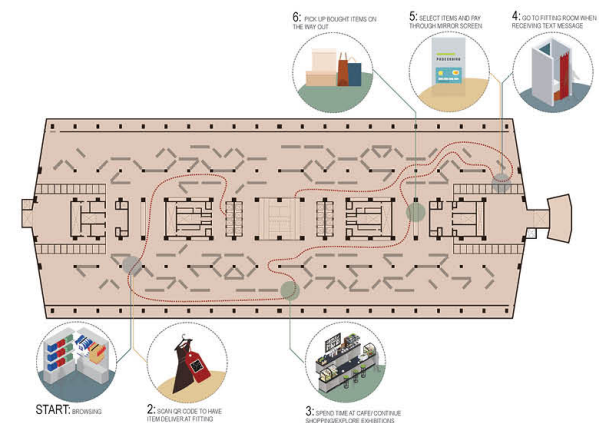 6: PICK UP BOUGHT ITEMS ON
THE WAY OUT
5: SELECT ITEMS AND PAY
THROUGH MIRROR SCREEN
4: GO TO FITTING ROOM WHEN
RECEIVING TEXT MESSAGE
PROCESSING
START: BROWSING
2: SCAN QR CODE TO HAVE
ITEM DELIVER AT FITTING
3: SPEND TIME AT CAFE/CONTINUE
SHOPPING/EXPLORE EXHIBITIONS